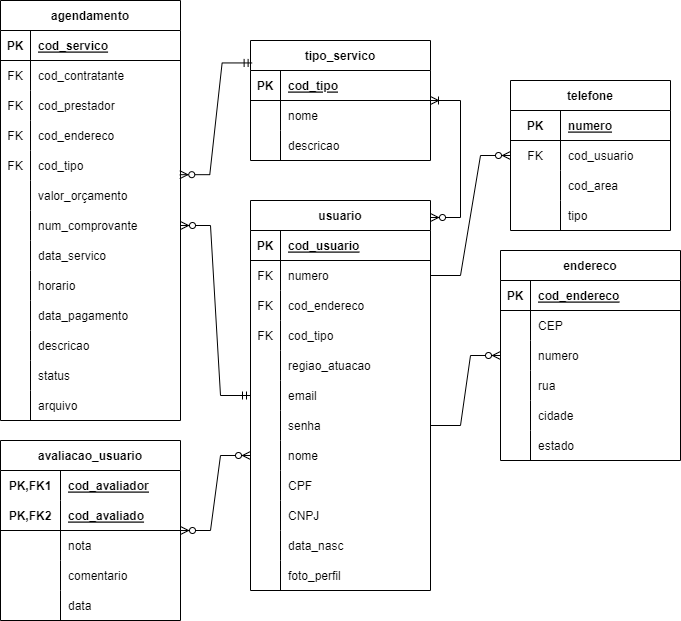 agendamento
PK cod_servico
FK cod_contratante
FK cod_prestador
FK cod_endereco
FK cod_tipo
valor_orçamento
num_comprovante
data_servico
horario
data_pagamento
descricao
status
arquivo
tipo_servico
PK cod_tipo
nome
descricao
telefone
PK numero
FK cod_usuario
cod_area
tipo
usuario
PK cod_usuario
FK numero
FK cod_endereco
FK cod_tipo
regiao_atuacao
email
senha
nome
CPF
CNPJ
data_nasc
foto_perfil
endereco
PK cod_endereco
CEP
numero
rua
cidade
estado
avaliacao_usuario
PK,FK1 cod_avaliador
PK,FK2 cod_avaliado
nota
comentario
data